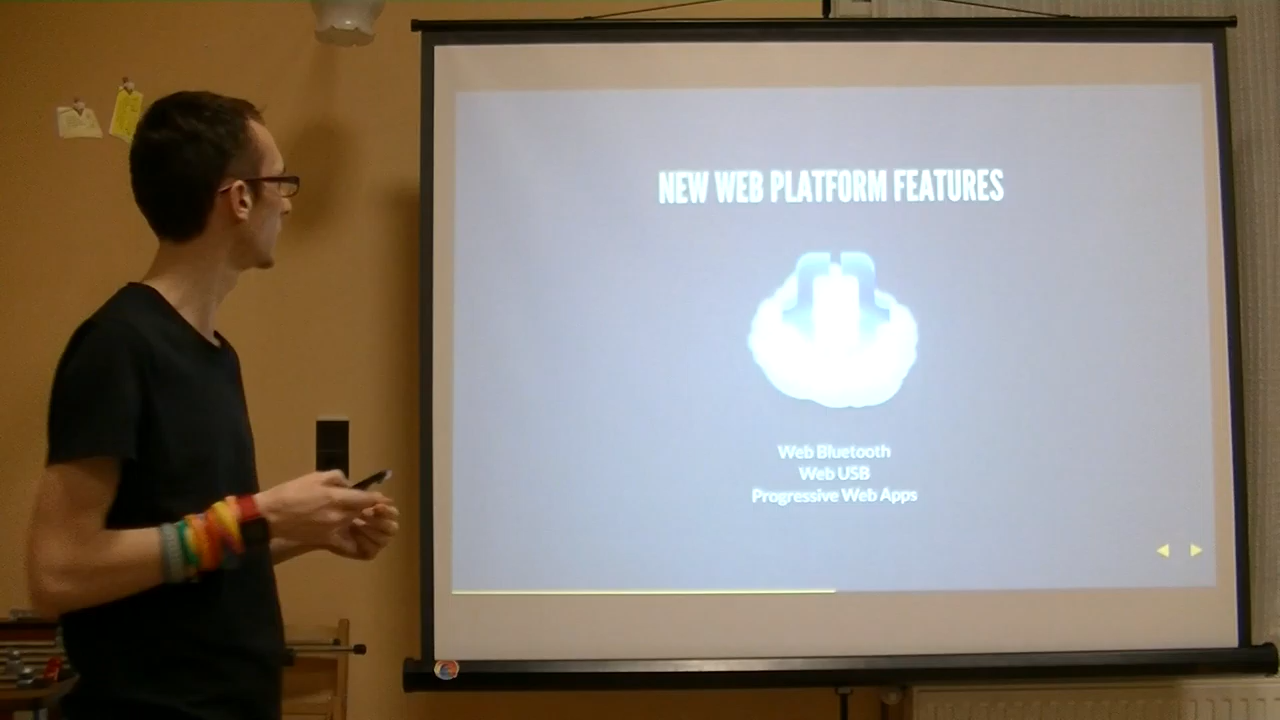 NEW WEB PLATFORM FEATURES
Web Bluetooth
Web USB
Progressive Web Apps